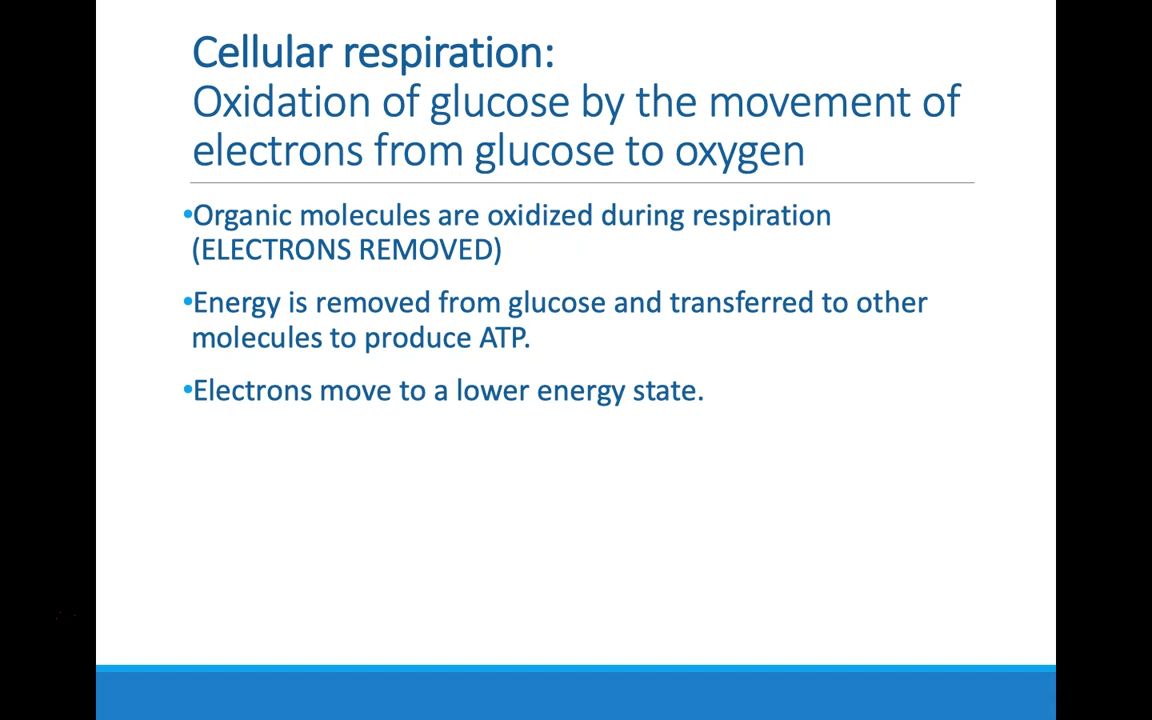 Cellular respiration:
Oxidation of glucose by the movement of
electrons from glucose to oxygen
•Organic molecules are oxidized during respiration
(ELECTRONS REMOVED)
•Energy is removed from glucose and transferred to other
molecules to produce ATP.
•Electrons move to a lower energy state.